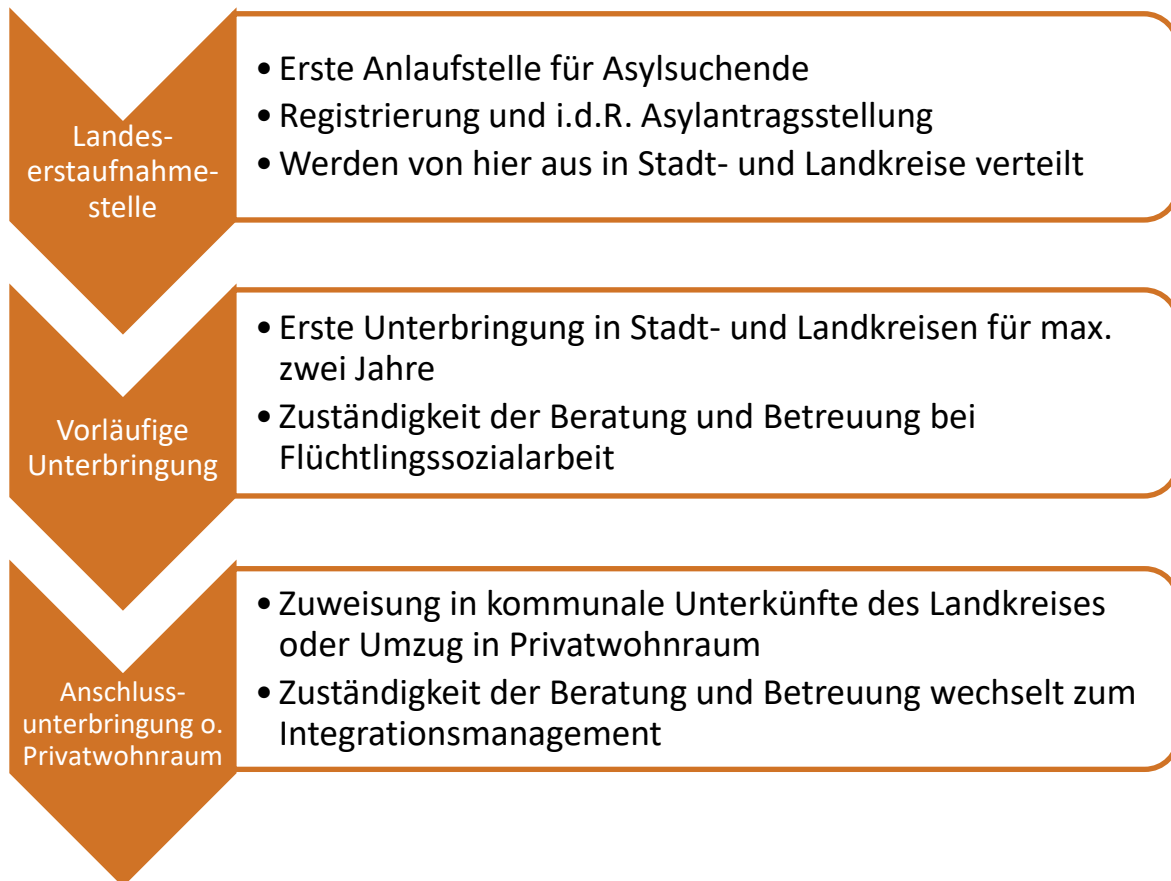 Landes-
erstaufnahme-
stelle
• Erste Anlaufstelle für Asylsuchende
• Registrierung und i.d.R. Asylantragsstellung
• Werden von hier aus in Stadt- und Landkreise verteilt
Vorläufige
Unterbringung
• Erste Unterbringung in Stadt- und Landkreisen für max.
zwei Jahre
• Zuständigkeit der Beratung und Betreuung bei
Flüchtlingssozialarbeit
Anschluss-
unterbringung o.
Privatwohnraum
• Zuweisung in kommunale Unterkünfte des Landkreises
oder Umzug in Privatwohnraum
• Zuständigkeit der Beratung und Betreuung wechselt zum
Integrationsmanagement